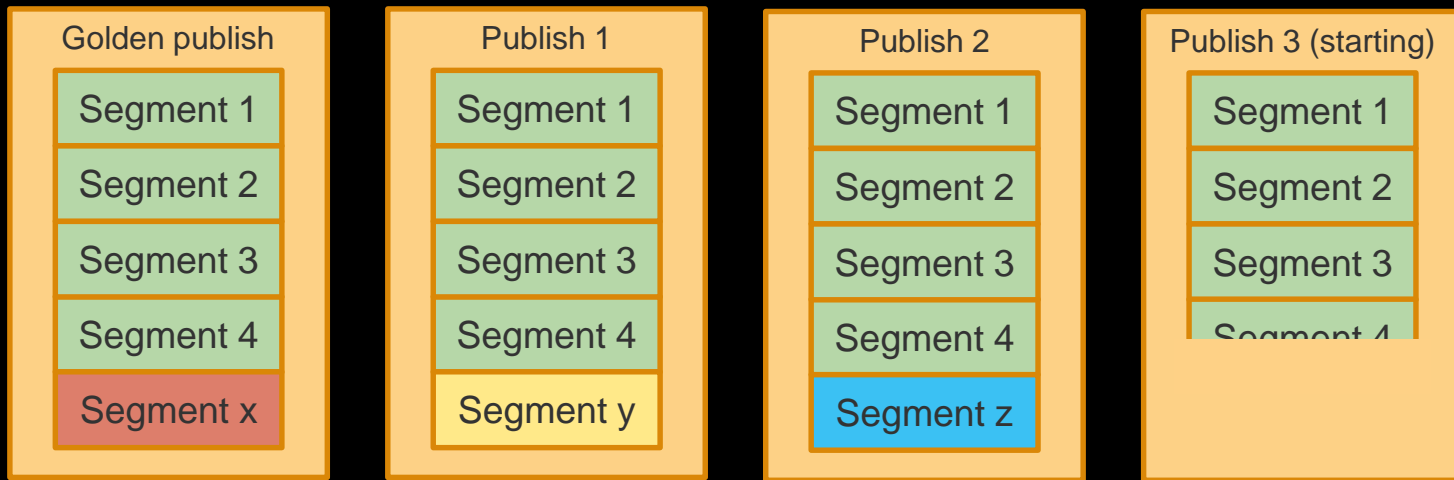 Golden publish
Segment 1
Segment 2
Segment 3
Segment 4
Segment x
Publish 1
Segment 1
Segment 2
Segment 3
Segment 4
Segment y
Publish 2
Segment 1
Segment 2
Segment 3
Segment 4
Segment z
Publish 3 (starting)
Segment 1
Segment 2
Segment 3
Segment 4